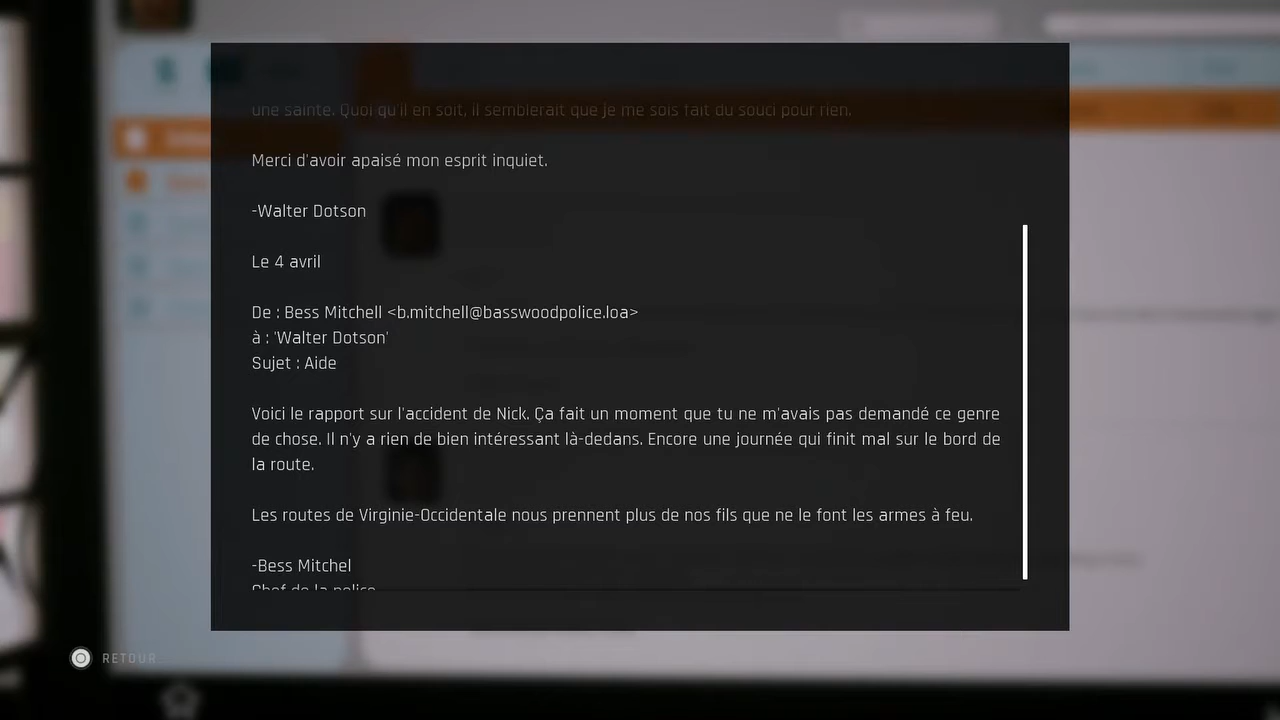 une sainte. Quoi qu'il en soit, il semblerait que je me sois fait du souci pour rien.
Merci d'avoir apaisé mon esprit inquiet.
-Walter Dotson
Le 4 avril
De : Bess Mitchell <b.mitchell@basswoodpolice.loa>
à : 'Walter Dotson'
Sujet : Aide
Voici le rapport sur l'accident de Nick. Ça fait un moment que tu ne m'avais pas demandé ce genre
de chose. Il n'y a rien de bien intéressant là-dedans. Encore une journée qui finit mal sur le bord de
la route.
Les routes de Virginie-Occidentale nous prennent plus de nos fils que ne le font les armes à feu.
-Bess Mitchel
Chef de la police
RETOUR